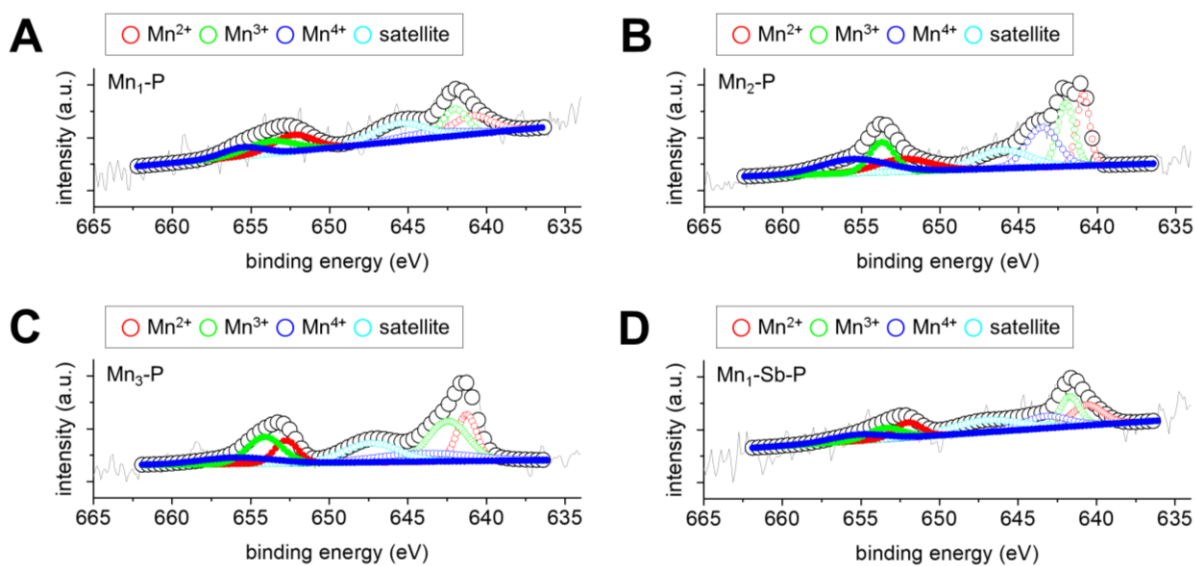 A
Mn²⁺ Mn³⁺ Mn⁴⁺ satellite
Mn₁-P
intensity (a.u.)
665 660 655 650 645 640 635
binding energy (eV)
B
Mn²⁺ Mn³⁺ Mn⁴⁺ satellite
Mn₂-P
intensity (a.u.)
665 660 655 650 645 640 635
binding energy (eV)
C
Mn²⁺ Mn³⁺ Mn⁴⁺ satellite
Mn₃-P
intensity (a.u.)
665 660 655 650 645 640 635
binding energy (eV)
D
Mn²⁺ Mn³⁺ Mn⁴⁺ satellite
Mn₁-Sb-P
intensity (a.u.)
665 660 655 650 645 640 635
binding energy (eV)